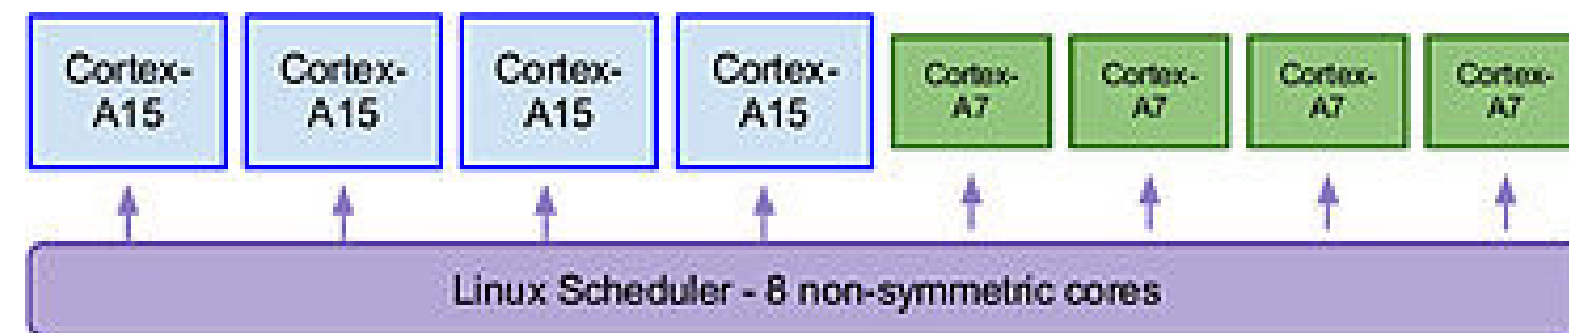 Cortex-
A15
Cortex-
A15
Cortex-
A15
Cortex-
A15
Cortex-
A7
Cortex-
A7
Cortex-
A7
Cortex-
A7
Linux Scheduler - 8 non-symmetric cores